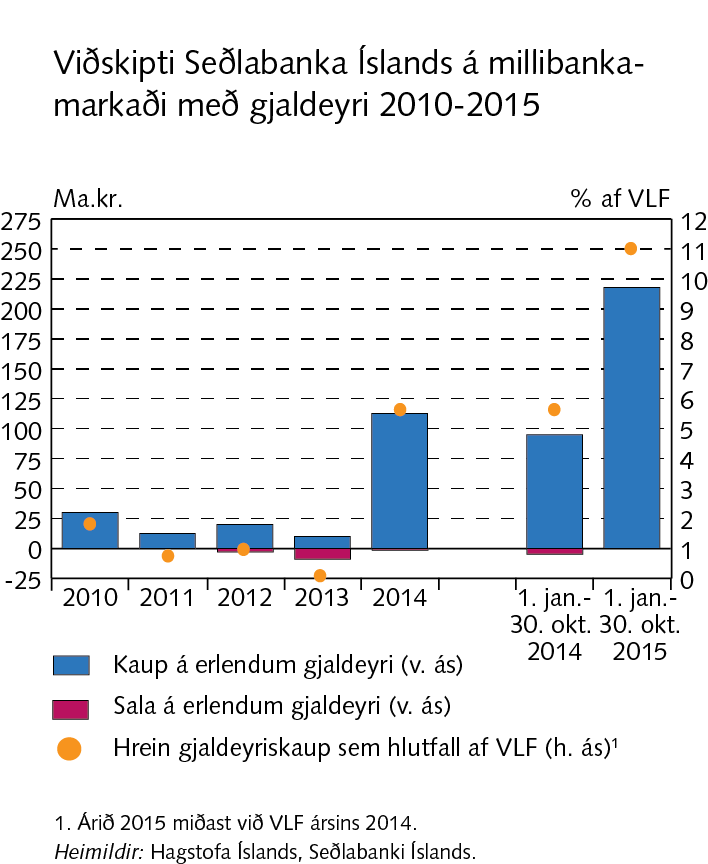 Viðskipti Seðlabanka Íslands á millibanka-
markaði með gjaldeyri 2010-2015
Ma.kr.
% af VLF
275
250
225
200
175
150
125
100
75
50
25
0
-25
12
11
10
9
8
7
6
5
4
3
2
1
0
2010
2011
2012
2013
2014
1. jan.-
30. okt.
2014
1. jan.-
30. okt.
2015
Kaup á erlendum gjaldeyri (v. ás)
Sala á erlendum gjaldeyri (v. ás)
Hrein gjaldeyriskaup sem hlutfall af VLF (h. ás)¹
1. Árið 2015 miðast við VLF ársins 2014.
Heimildir: Hagstofa Íslands, Seðlabanki Íslands.